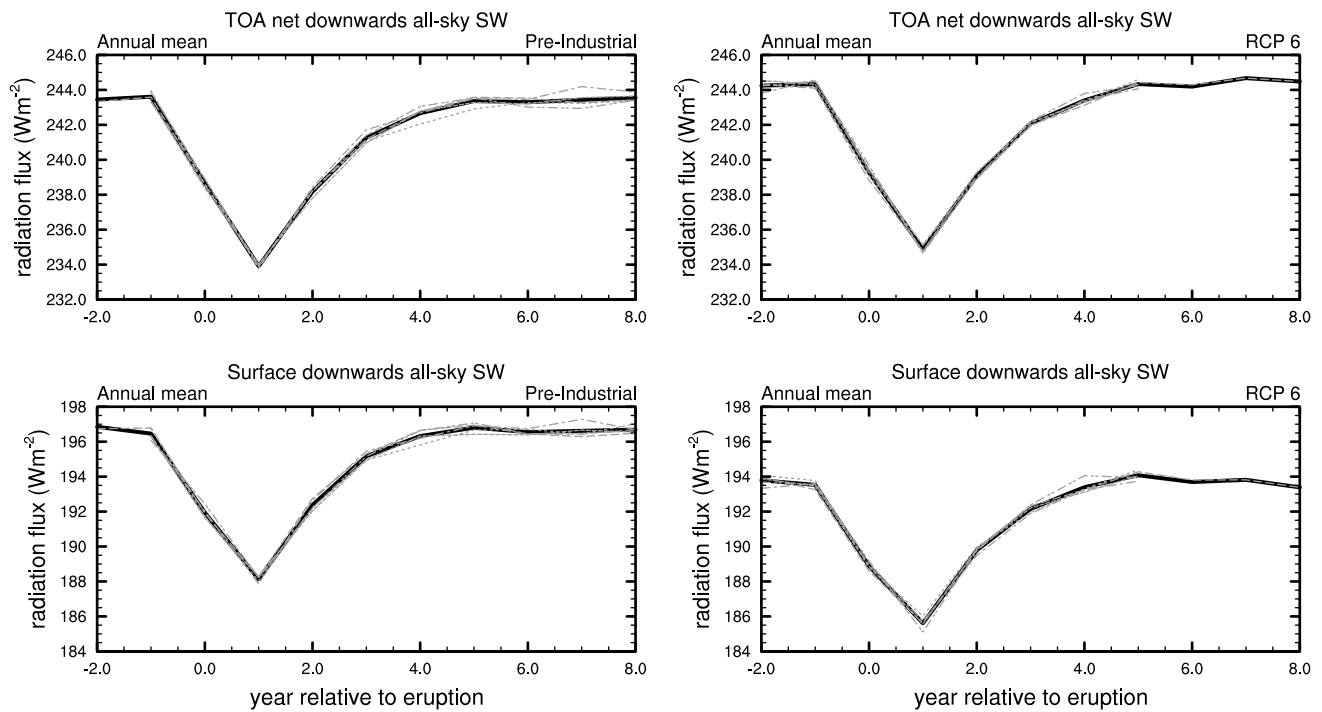 TOA net downwards all-sky SW
Annual mean Pre-Industrial
radiation flux (Wm⁻²)
246.0
244.0
242.0
240.0
238.0
236.0
234.0
232.0
-2.0 0.0 2.0 4.0 6.0 8.0
TOA net downwards all-sky SW
Annual mean RCP 6
radiation flux (Wm⁻²)
246.0
244.0
242.0
240.0
238.0
236.0
234.0
232.0
-2.0 0.0 2.0 4.0 6.0 8.0
Surface downwards all-sky SW
Annual mean Pre-Industrial
radiation flux (Wm⁻²)
198
196
194
192
190
188
186
184
-2.0 0.0 2.0 4.0 6.0 8.0
year relative to eruption
Surface downwards all-sky SW
Annual mean RCP 6
radiation flux (Wm⁻²)
198
196
194
192
190
188
186
184
-2.0 0.0 2.0 4.0 6.0 8.0
year relative to eruption